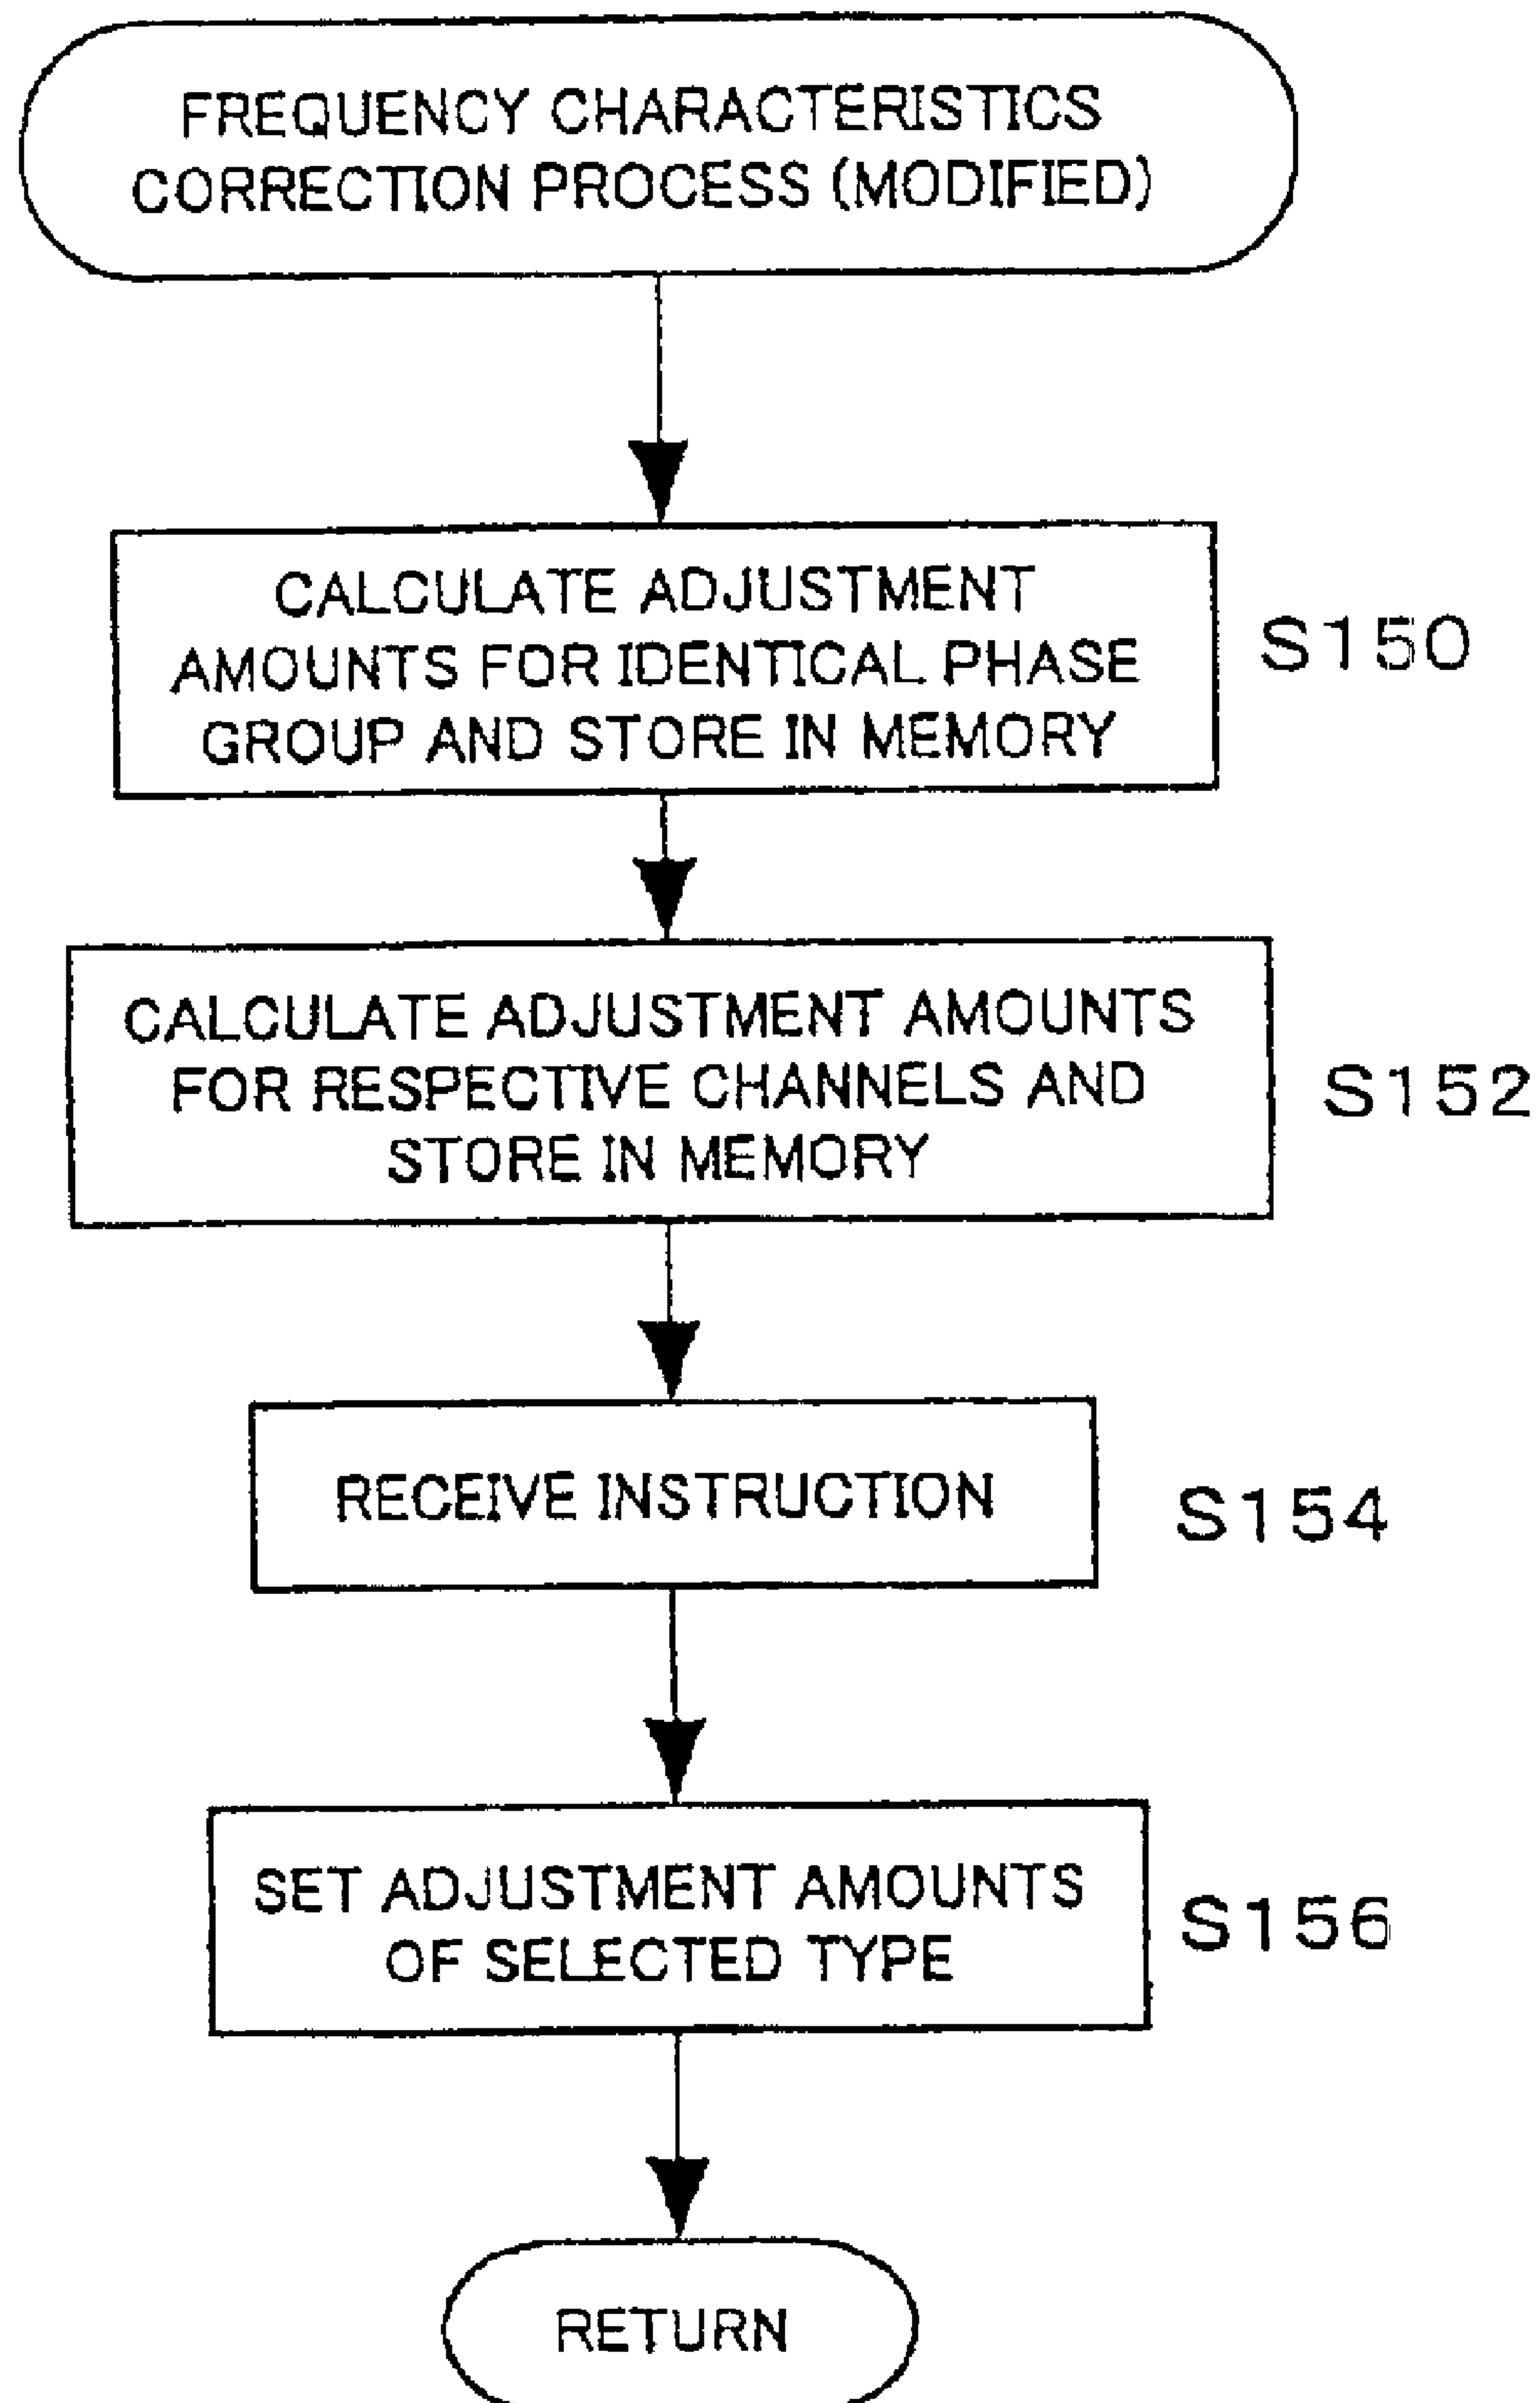 FREQUENCY CHARACTERISTICS
CORRECTION PROCESS (MODIFIED)
CALCULATE ADJUSTMENT
AMOUNTS FOR IDENTICAL PHASE
GROUP AND STORE IN MEMORY
S150
CALCULATE ADJUSTMENT AMOUNTS
FOR RESPECTIVE CHANNELS AND
STORE IN MEMORY
S152
RECEIVE INSTRUCTION
S154
SET ADJUSTMENT AMOUNTS
OF SELECTED TYPE
S156
RETURN